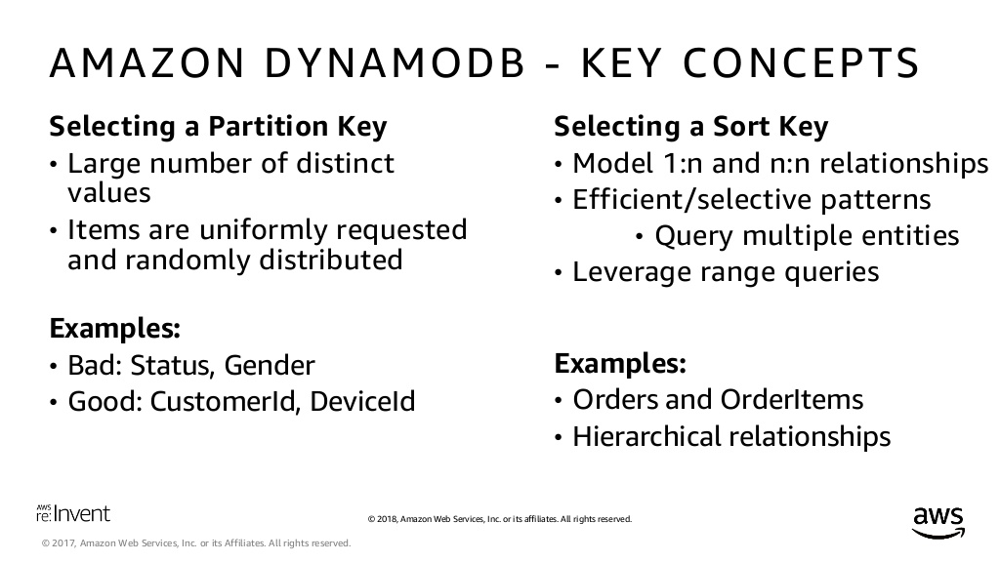 AMAZON DYNAMODB - KEY CONCEPTS
Selecting a Partition Key
• Large number of distinct
values
• Items are uniformly requested
and randomly distributed
Examples:
• Bad: Status, Gender
• Good: CustomerId, DeviceId
Selecting a Sort Key
• Model 1:n and n:n relationships
• Efficient/selective patterns
• Query multiple entities
• Leverage range queries
Examples:
• Orders and OrderItems
• Hierarchical relationships
AWS
re:Invent
© 2018, Amazon Web Services, Inc. or its affiliates. All rights reserved.
aws
© 2017, Amazon Web Services, Inc. or its Affiliates. All rights reserved.